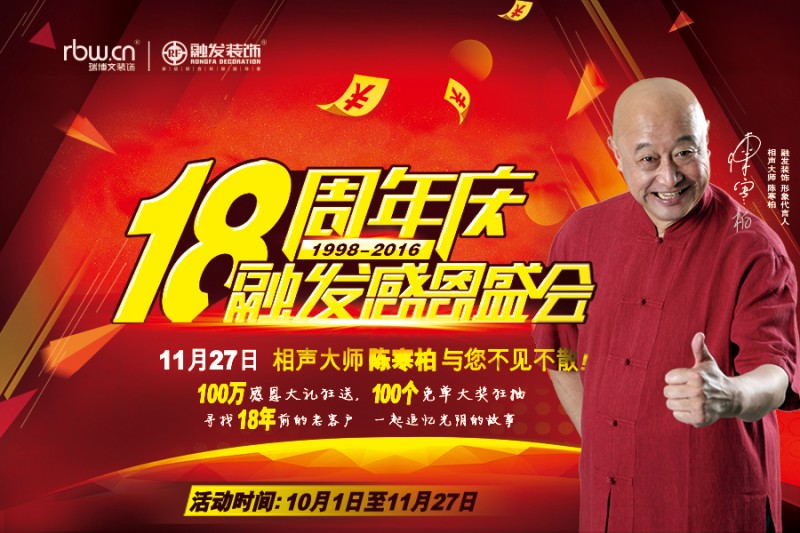 rbw.cn®
瑞博文装饰
RF
融发装饰®
RONGFA DECORATION
18
周年庆
1998-2016
融发感恩盛会
融发装饰 形象代言人
相声大师 陈寒柏
陈寒柏
11月27日 相声大师 陈寒柏 与您不见不散!
100万感恩大礼狂送, 100个免单大奖狂抽
寻找18年前的老客户 一起追忆光阴的故事
活动时间: 10月1日至11月27日